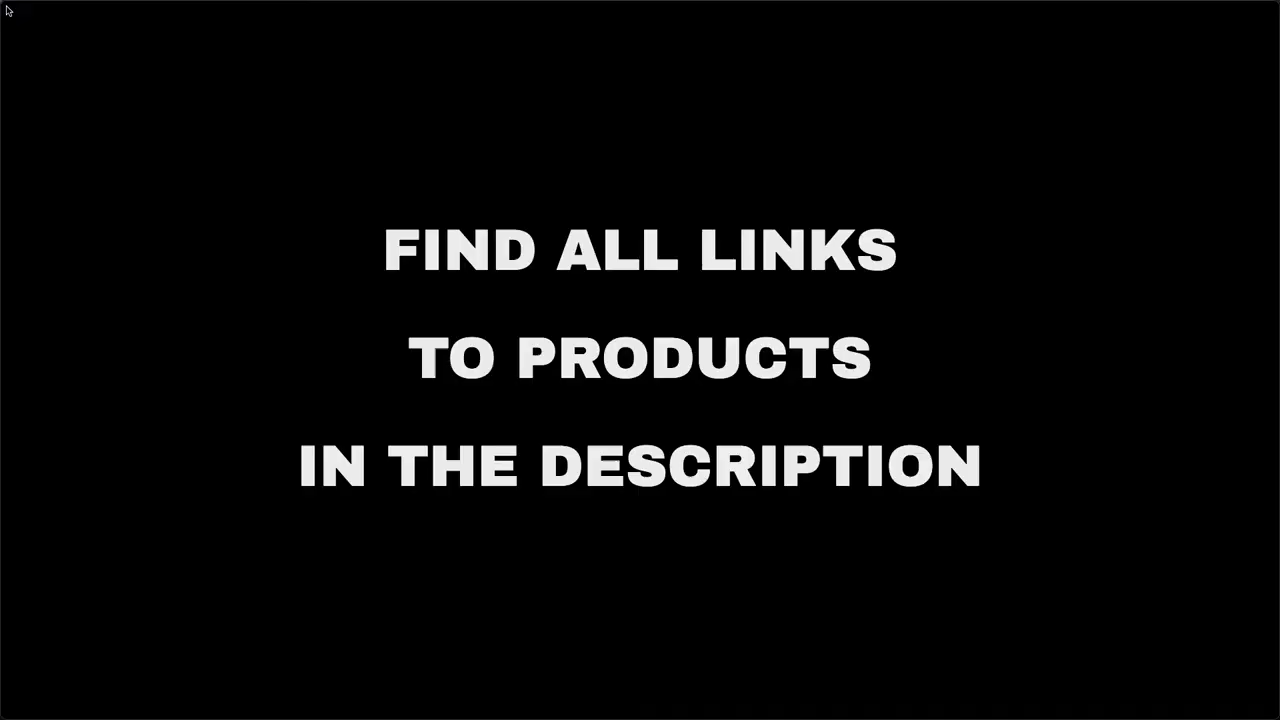 FIND ALL LINKS
TO PRODUCTS
IN THE DESCRIPTION